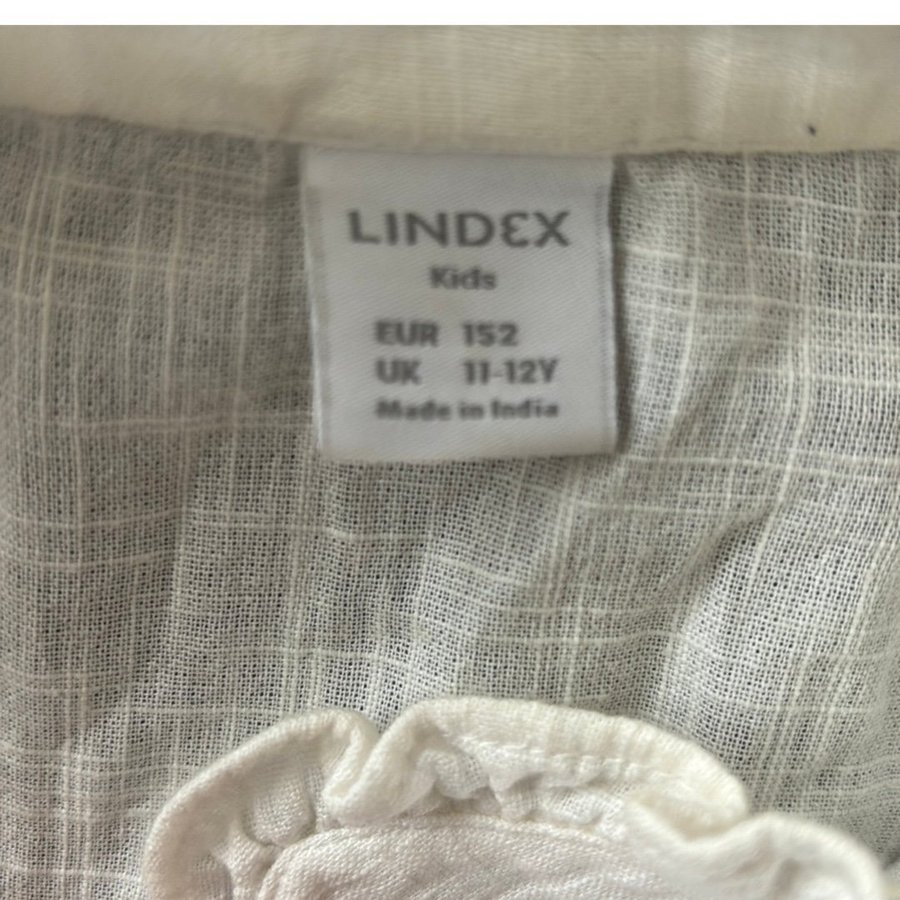 LINDEX
Kids
EUR 152
UK 11-12Y
Made in India